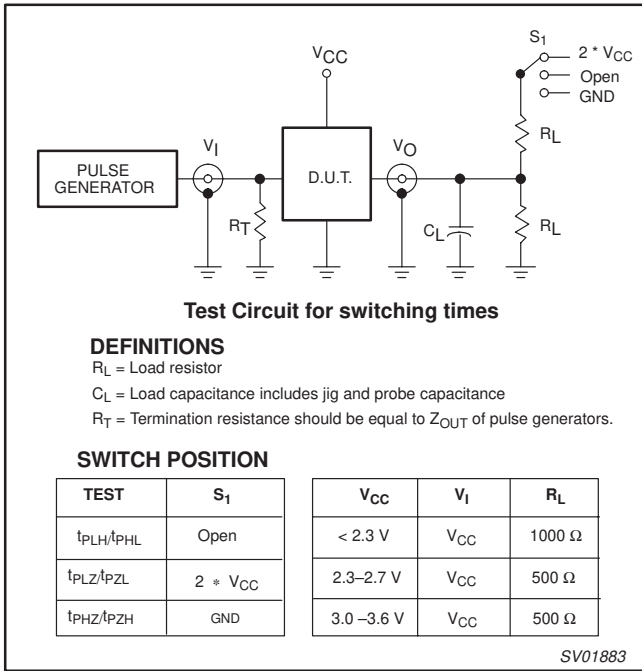 S1
2 * VCC
Open
GND
VCC
RL
VI
VO
PULSE
GENERATOR
D.U.T.
RT
CL
RL
Test Circuit for switching times
DEFINITIONS
RL = Load resistor
CL = Load capacitance includes jig and probe capacitance
RT = Termination resistance should be equal to ZOUT of pulse generators.
SWITCH POSITION
TEST S1
tPLH/tPHL Open
tPLZ/tPZL 2 * VCC
tPHZ/tPZH GND
VCC VI RL
< 2.3 V VCC 1000 Ω
2.3–2.7 V VCC 500 Ω
3.0 –3.6 V VCC 500 Ω
SV01883